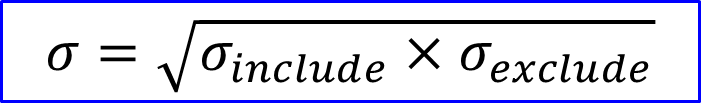 σ = √σ_include × σ_exclude